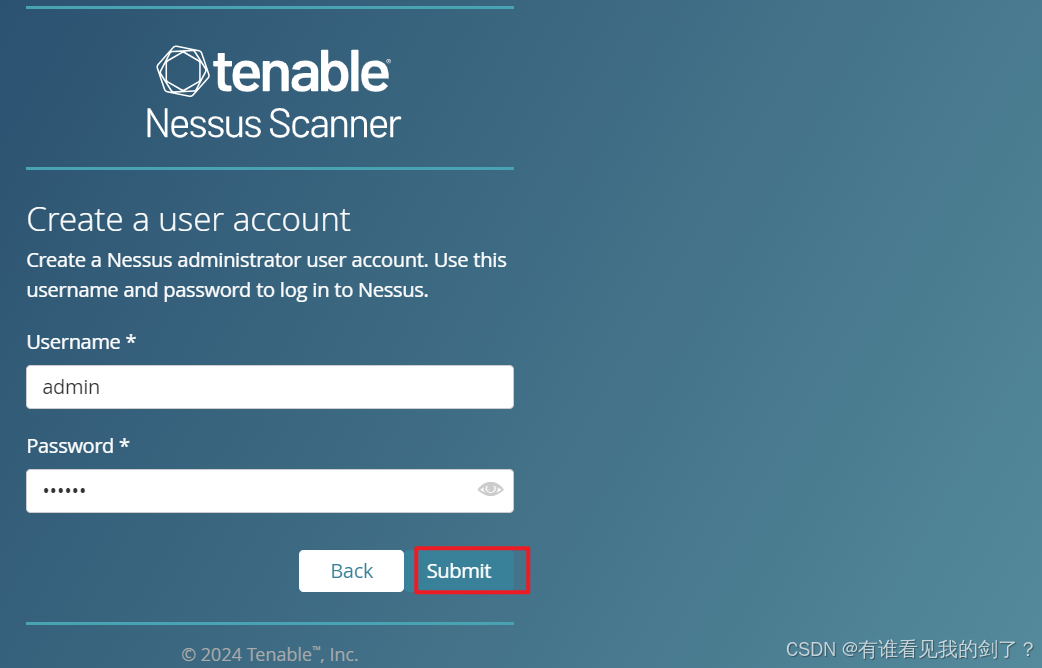 tenable®
Nessus Scanner
Create a user account
Create a Nessus administrator user account. Use this
username and password to log in to Nessus.
Username *
admin
Password *
••••••
Back
Submit
© 2024 Tenable™, Inc.
CSDN @有谁看见我的剑了？